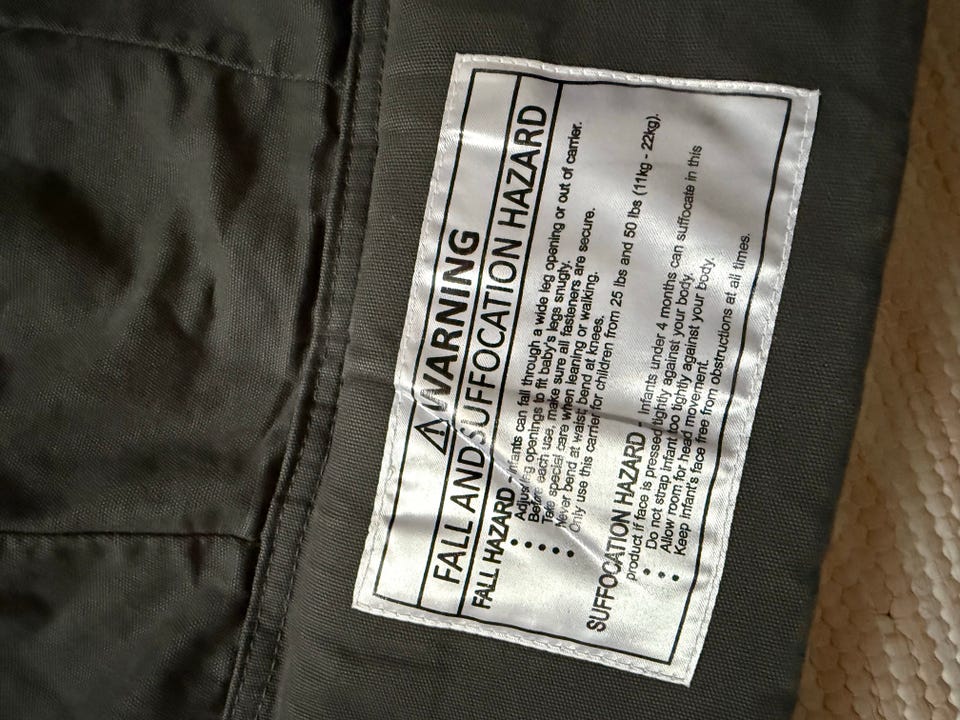 ⚠WARNING
FALL AND SUFFOCATION HAZARD
FALL HAZARD - Infants can fall through a wide leg opening or out of carrier.
• Adjust leg openings to fit baby's legs snugly.
• Before each use, make sure all fasteners are secure.
• Take special care when leaning or walking.
• Never bend at waist; bend at knees.
• Only use this carrier for children from 25 lbs and 50 lbs (11kg - 22kg).
SUFFOCATION HAZARD - Infants under 4 months can suffocate in this
product if face is pressed tightly against your body.
• Do not strap infant too tightly against your body.
• Allow room for head movement.
• Keep infant's face free from obstructions at all times.